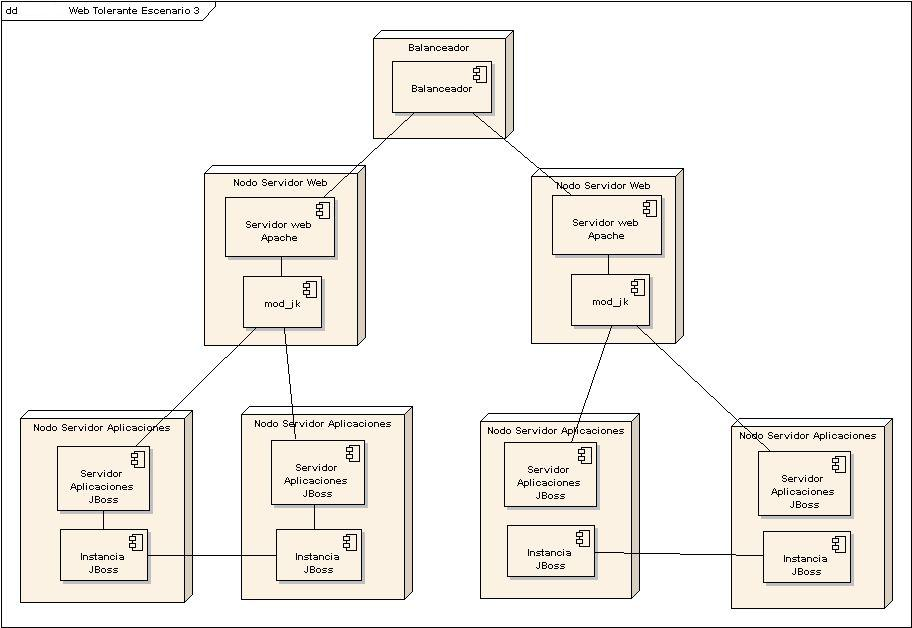 dd Web Tolerante Escenario 3
Balanceador
Balanceador
Nodo Servidor Web
Servidor web
Apache
mod_jk
Nodo Servidor Web
Servidor web
Apache
mod_jk
Nodo Servidor Aplicaciones
Servidor
Aplicaciones
JBoss
Instancia
JBoss
Nodo Servidor Aplicaciones
Servidor
Aplicaciones
JBoss
Instancia
JBoss
Nodo Servidor Aplicaciones
Servidor
Aplicaciones
JBoss
Instancia
JBoss
Nodo Servidor Aplicaciones
Servidor
Aplicaciones
JBoss
Instancia
JBoss